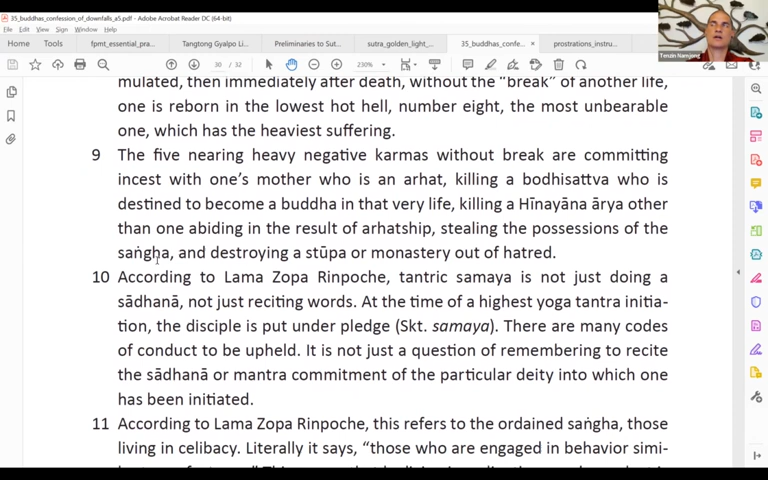 35_buddhas_confession_of_downfalls_a5.pdf - Adobe Acrobat Reader DC (64-bit)
File Edit View Sign Window Help
Home Tools fpmt_essential_pra... Tangtong Gyalpo Li... Preliminaries to Sut... sutra_golden_light_... 35_buddhas_confe... × prostrations_instru...
30 / 32 230%
Tenzin Namjong
mulated, then immediately after death, without the "break" of another life,
one is reborn in the lowest hot hell, number eight, the most unbearable
one, which has the heaviest suffering.
9 The five nearing heavy negative karmas without break are committing
incest with one's mother who is an arhat, killing a bodhisattva who is
destined to become a buddha in that very life, killing a Hīnayāna ārya other
than one abiding in the result of arhatship, stealing the possessions of the
saṅgha, and destroying a stūpa or monastery out of hatred.
10 According to Lama Zopa Rinpoche, tantric samaya is not just doing a
sādhanā, not just reciting words. At the time of a highest yoga tantra initia-
tion, the disciple is put under pledge (Skt. samaya). There are many codes
of conduct to be upheld. It is not just a question of remembering to recite
the sādhanā or mantra commitment of the particular deity into which one
has been initiated.
11 According to Lama Zopa Rinpoche, this refers to the ordained saṅgha, those
living in celibacy. Literally it says, "those who are engaged in behavior simi-